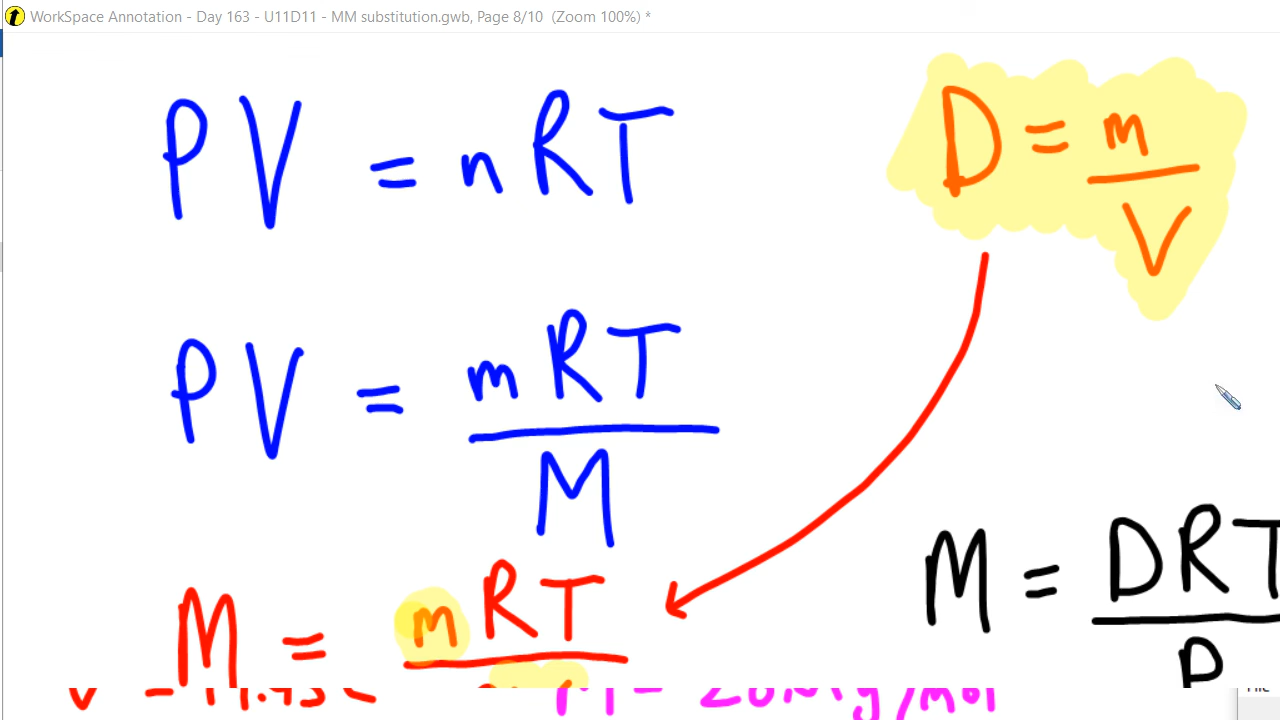 WorkSpace Annotation - Day 163 - U11D11 - MM substitution.gwb, Page 8/10 (Zoom 100%) *
PV = nRT
D = m
V
PV = mRT
M
M = DRT
M = mRT